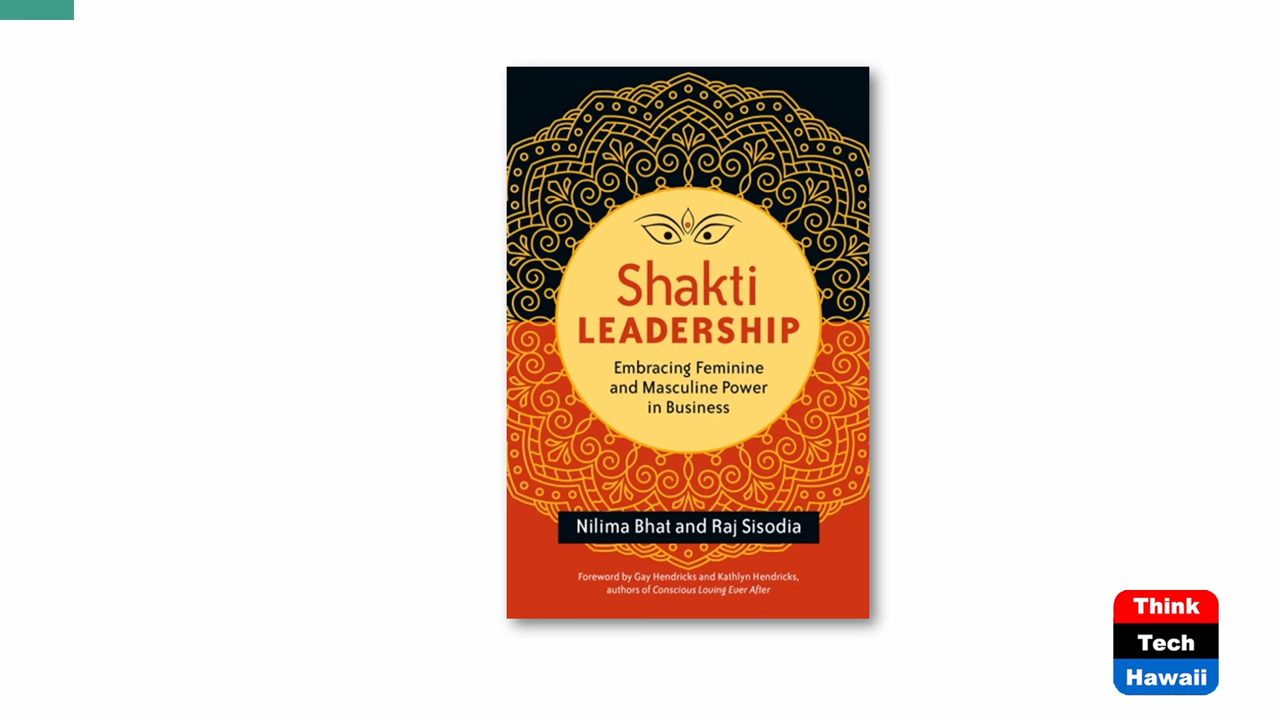 Shakti
LEADERSHIP
Embracing Feminine
and Masculine Power
in Business
Nilima Bhat and Raj Sisodia
Foreword by Gay Hendricks and Kathlyn Hendricks,
authors of Conscious Loving Ever After
Think
Tech
Hawaii